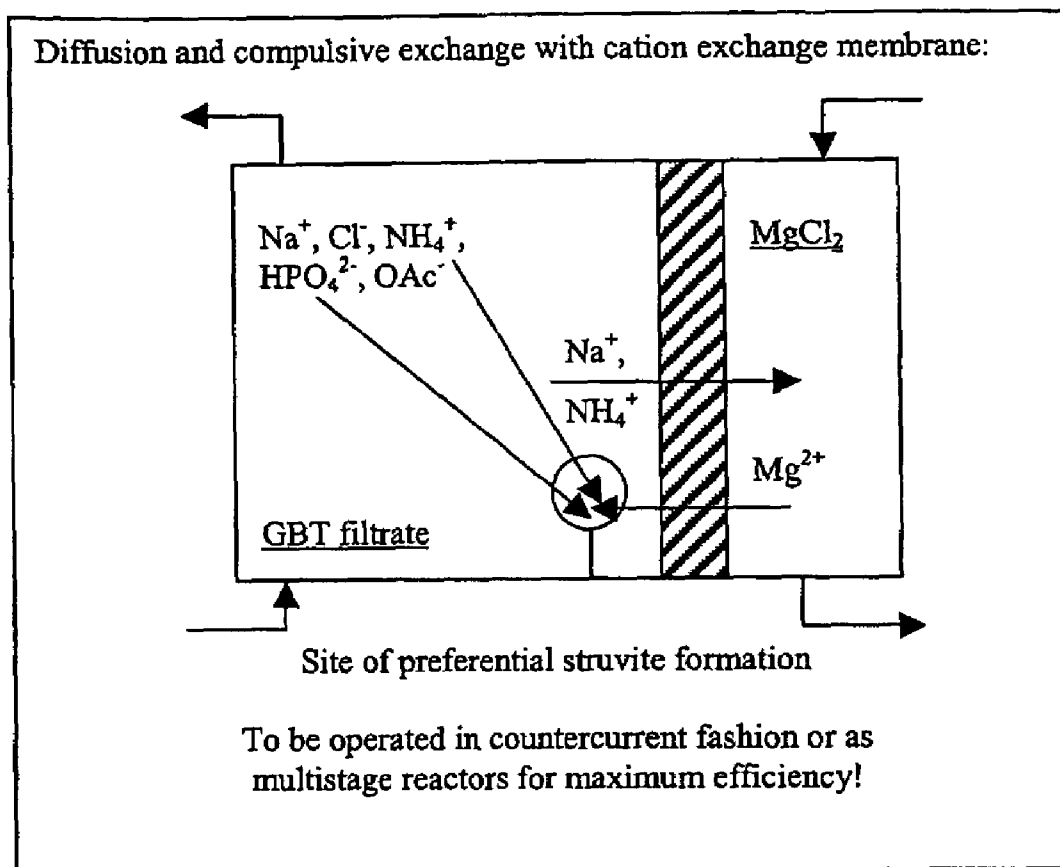 Diffusion and compulsive exchange with cation exchange membrane:
Na⁺, Cl⁻, NH₄⁺,
HPO₄²⁻, OAc⁻
MgCl₂
Na⁺,
NH₄⁺
Mg²⁺
GBT filtrate
Site of preferential struvite formation
To be operated in countercurrent fashion or as
multistage reactors for maximum efficiency!